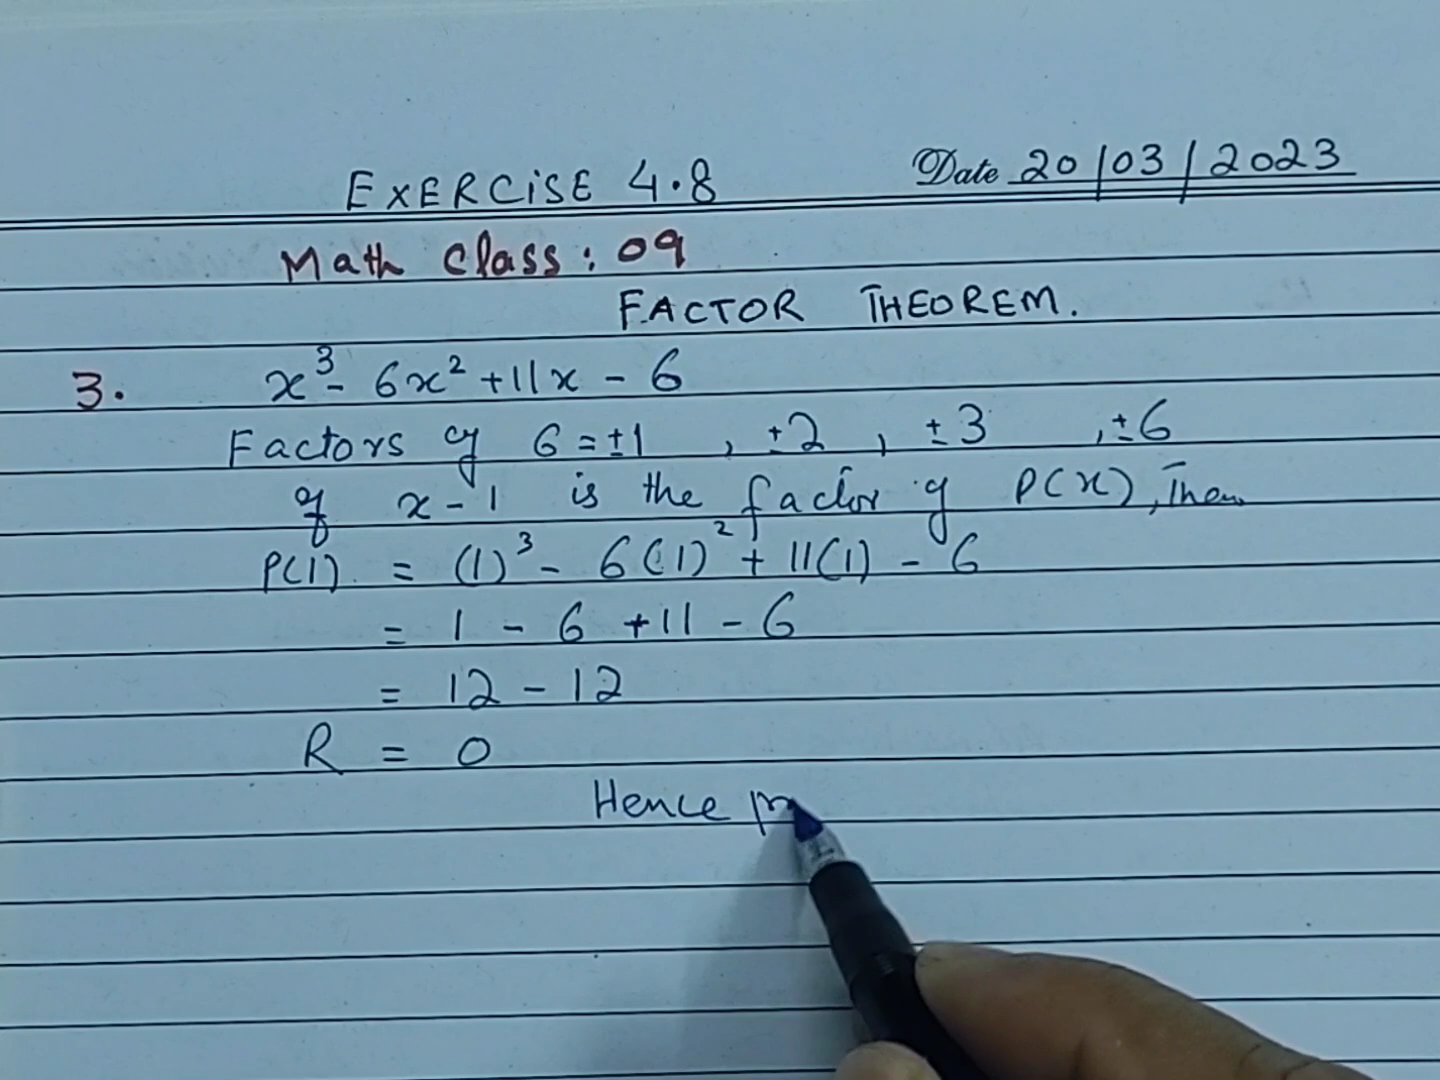 EXERCISE 4.8
Date 20/03/2023
Math Class: 09
FACTOR THEOREM.
3. x³ - 6x² + 11x - 6
Factors of 6 = ±1, ±2, ±3, ±6
If x - 1 is the factor of P(x), Then
P(1) = (1)³ - 6(1)² + 11(1) - 6
= 1 - 6 + 11 - 6
= 12 - 12
R = 0
Hence